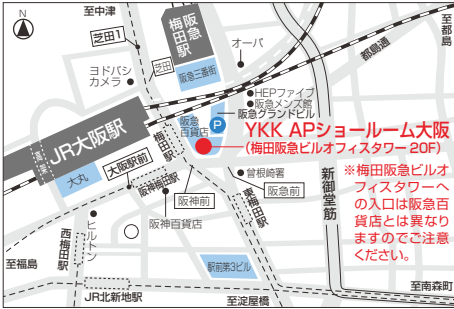 至中津
N
芝田1
阪急
梅田駅
芝田
オーパ
都島通
至都島
ヨドバシ
カメラ
阪急三番街
HEPファイブ
阪急メンズ館
阪急グランドビル
阪急
百貨店
P
JR大阪駅
梅田駅
YKK APショールーム大阪
(梅田阪急ビルオフィスタワー20F)
大丸
大阪駅前
阪神梅田駅
曾根崎署
阪急前
阪神前
新御堂筋
※梅田阪急ビルオ
フィスタワーへ
の入口は阪急百
貨店とは異なり
ますのでご注意
ください。
東梅田駅
阪神百貨店
ヒルトン
西梅田駅
至福島
駅前第3ビル
JR北新地駅
至淀屋橋
至南森町